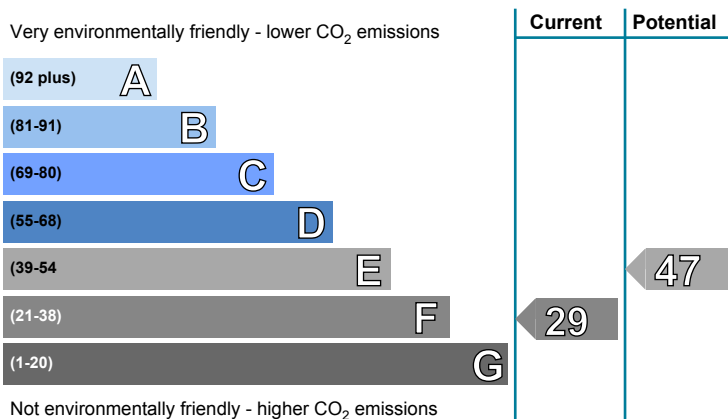 Current Potential
Very environmentally friendly - lower CO2 emissions
(92 plus) A
(81-91) B
(69-80) C
(55-68) D
(39-54 E
47
(21-38) F
29
(1-20) G
Not environmentally friendly - higher CO2 emissions